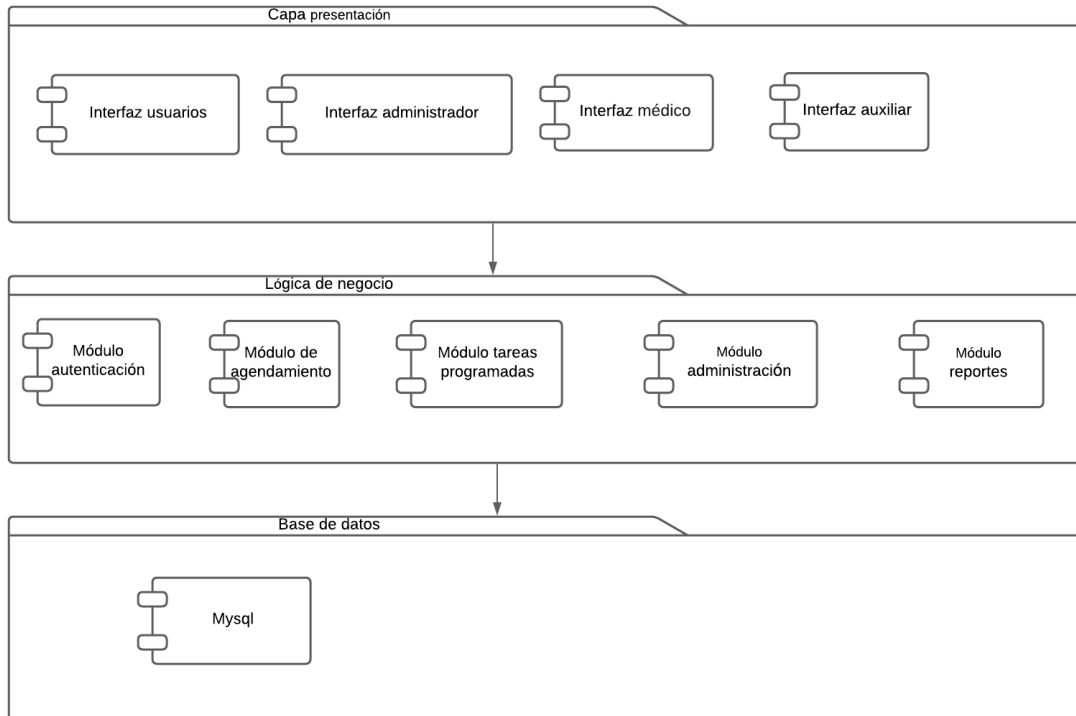 Capa presentación
Interfaz usuarios
Interfaz administrador
Interfaz médico
Interfaz auxiliar
Lógica de negocio
Módulo
autenticación
Módulo de
agendamiento
Módulo tareas
programadas
Módulo
administración
Módulo
reportes
Base de datos
Mysql